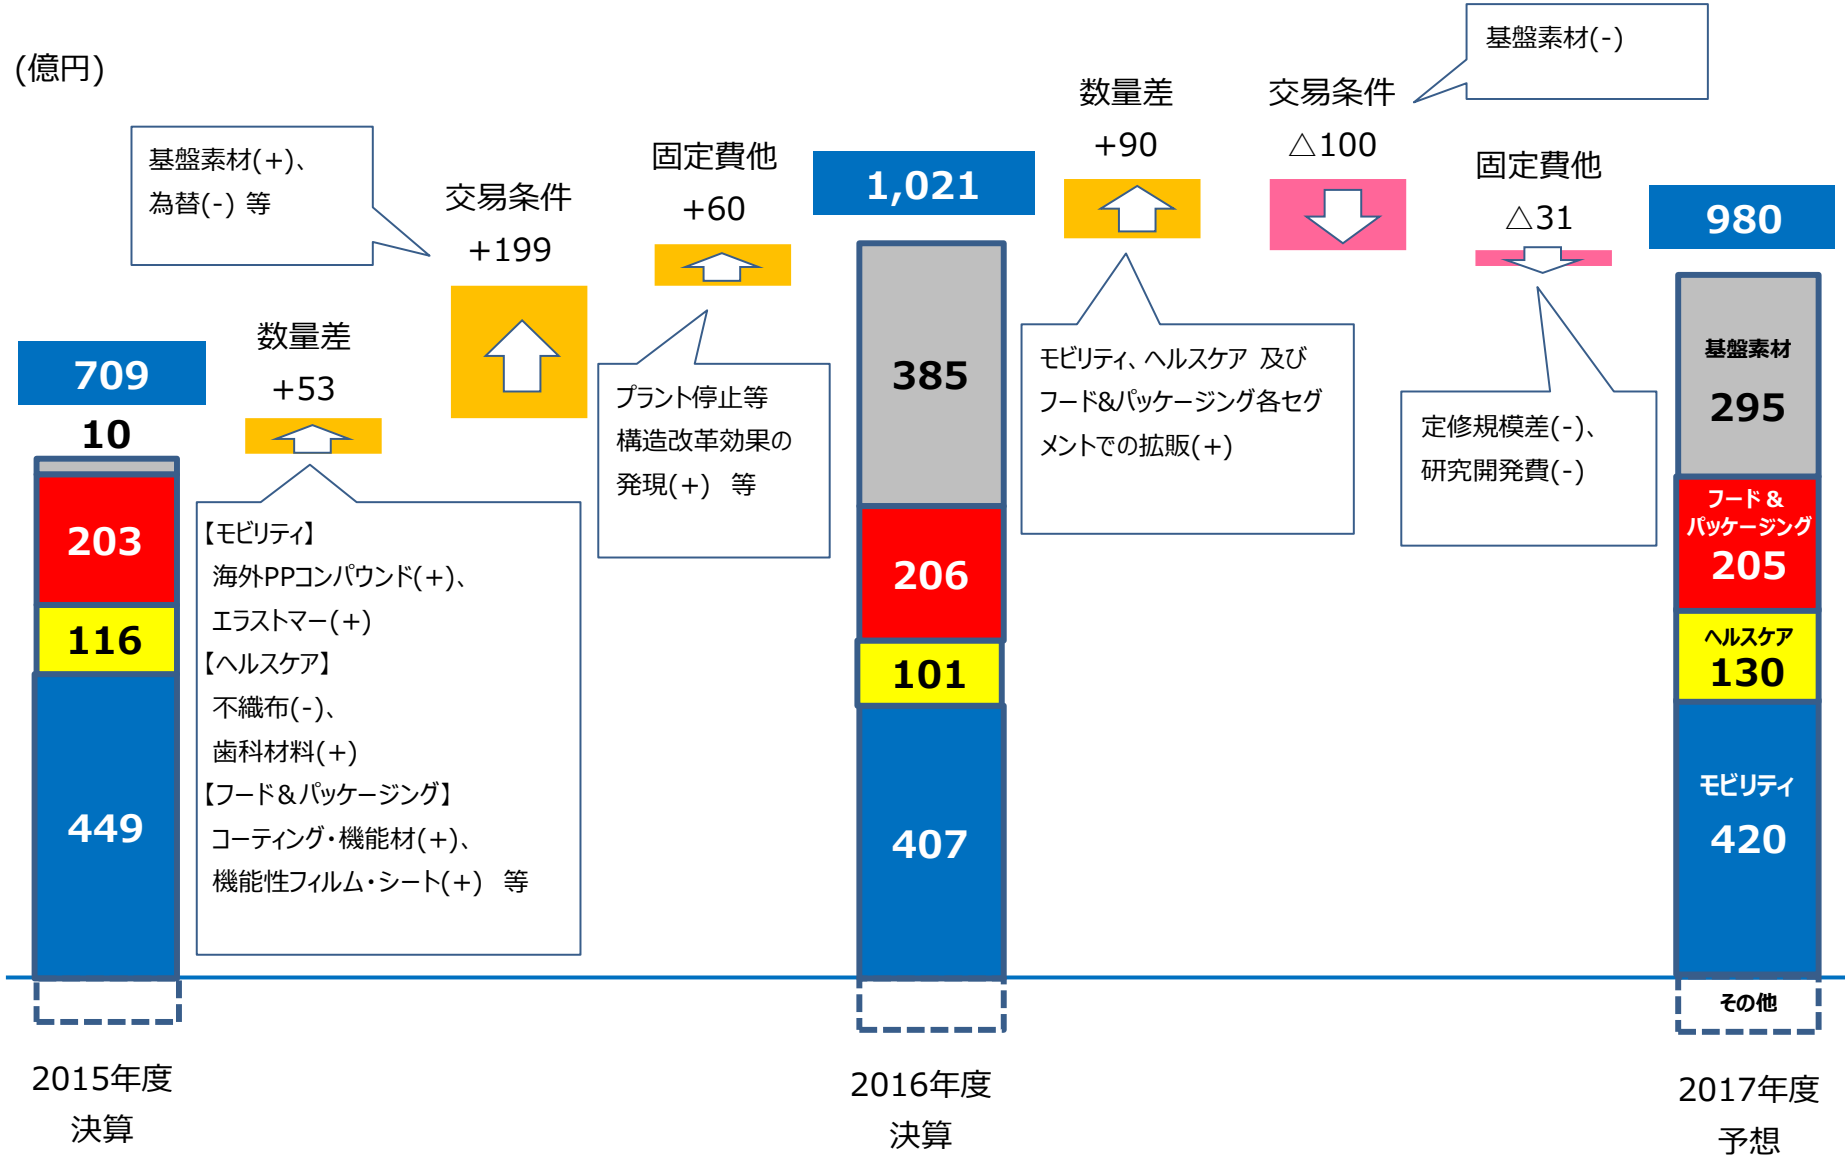 (億円)
709
10
203
116
449
2015年度
決算
数量差
+53
【モビリティ】
海外PPコンパウンド(+)、
エラストマー(+)
【ヘルスケア】
不織布(-)、
歯科材料(+)
【フード&パッケージング】
コーティング・機能材(+)、
機能性フィルム・シート(+) 等
基盤素材(+)、
為替(-) 等
交易条件
+199
固定費他
+60
プラント停止等
構造改革効果の
発現(+) 等
1,021
385
206
101
407
2016年度
決算
数量差
+90
モビリティ、ヘルスケア 及び
フード&パッケージング各セグ
メントでの拡販(+)
交易条件
△100
基盤素材(-)
固定費他
△31
定修規模差(-)、
研究開発費(-)
980
基盤素材
295
フード&
パッケージング
205
ヘルスケア
130
モビリティ
420
その他
2017年度
予想